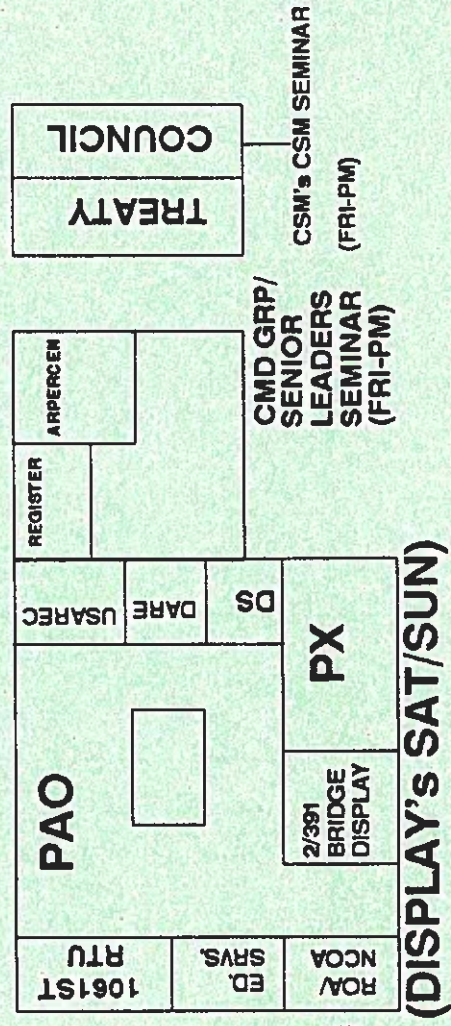 1061ST
RTU
ED.
SRVS.
ROA/
NCOA
PAO
2/391
BRIDGE
DISPLAY
PX
USAREC
DARE
DS
REGISTER
ARPERCEN
CMD GRP/
SENIOR
LEADERS
SEMINAR
(FRI-PM)
TREATY
COUNCIL
CSM's CSM SEMINAR
(FRI-PM)
(DISPLAY's SAT/SUN)